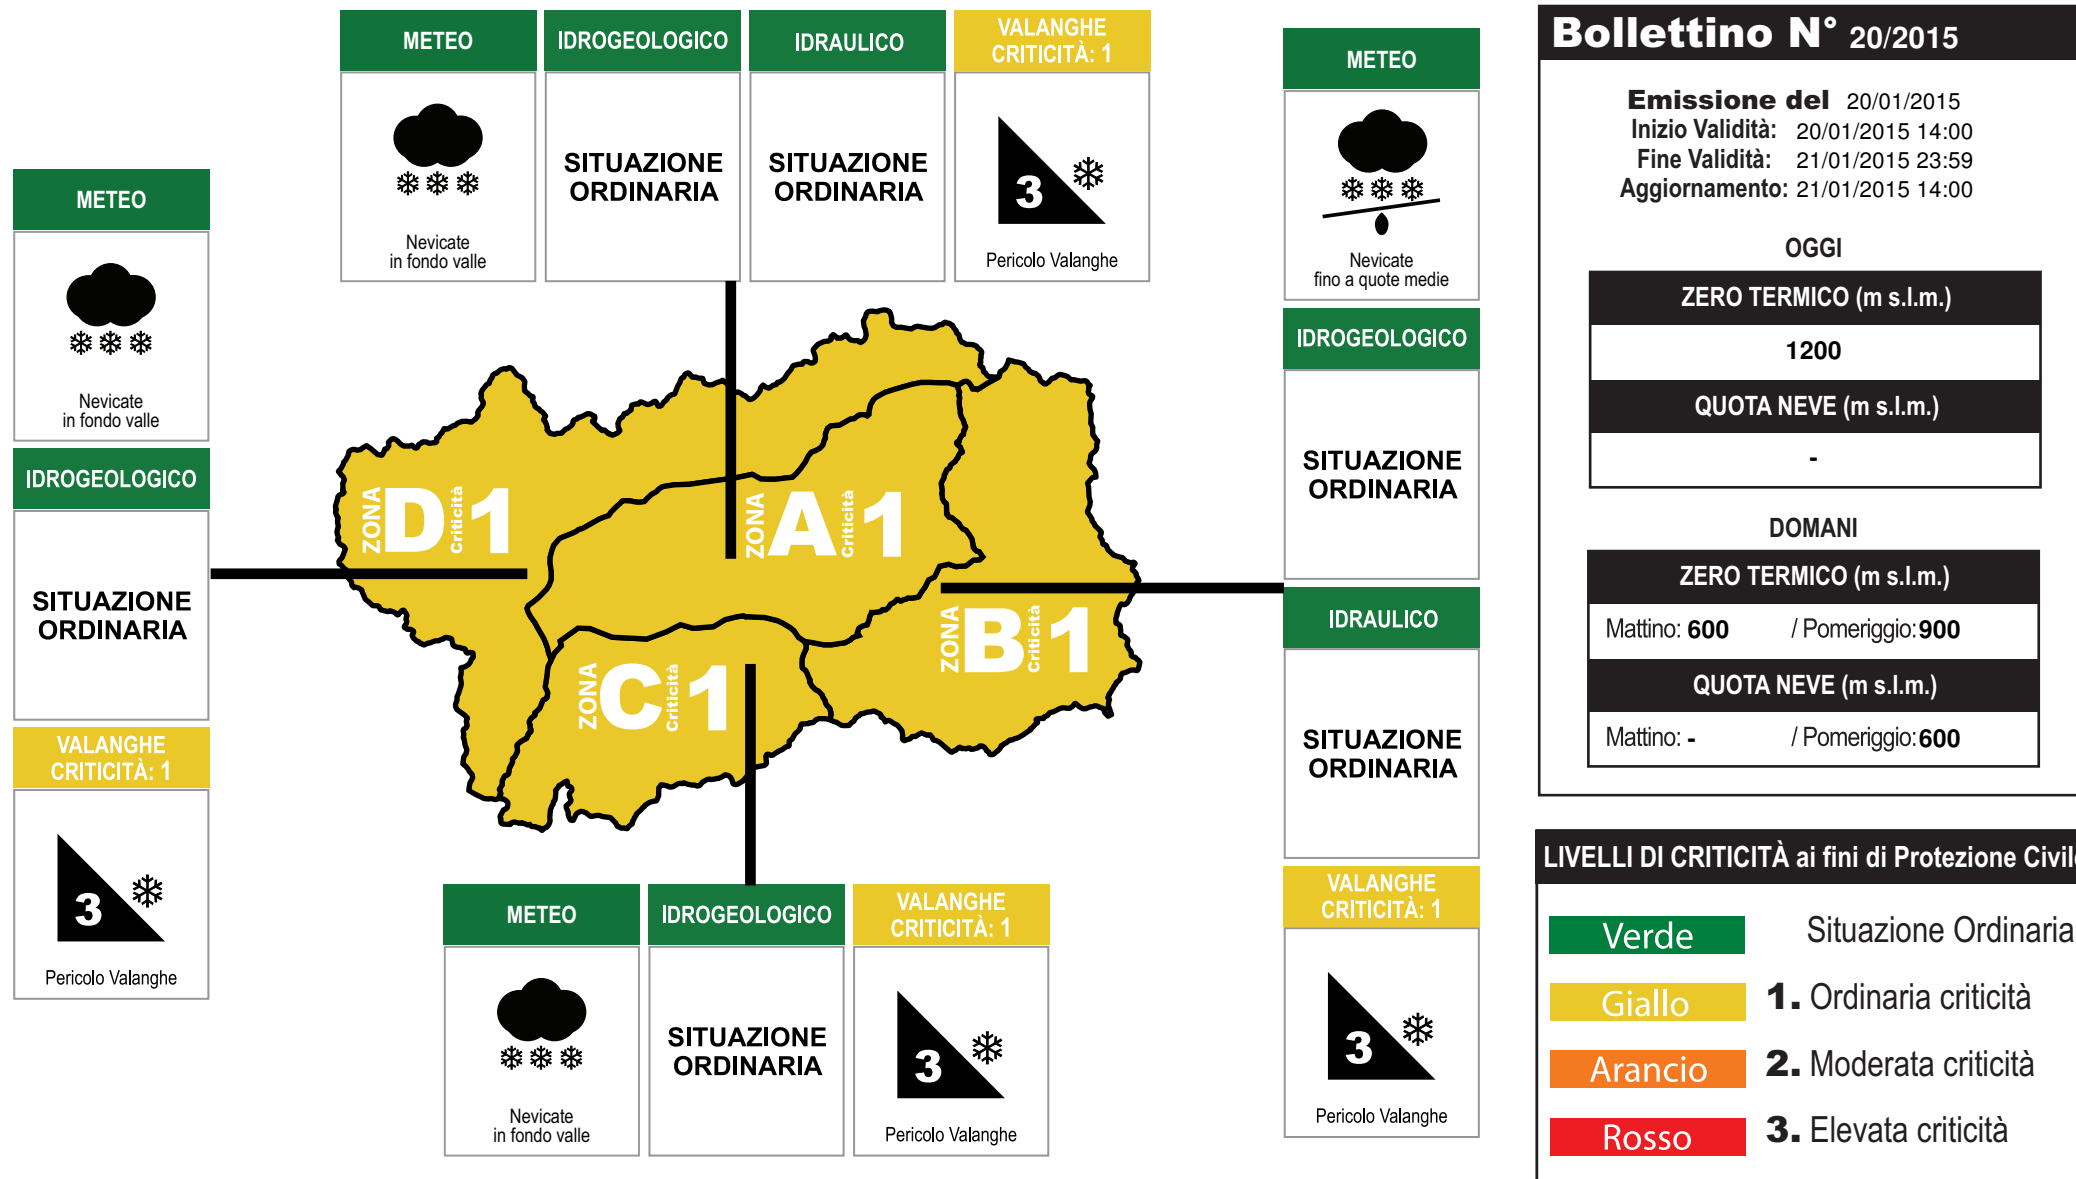 METEO
Nevicate
in fondo valle
IDROGEOLOGICO
SITUAZIONE
ORDINARIA
VALANGHE
CRITICITÀ: 1
3
Pericolo Valanghe
METEO
Nevicate
in fondo valle
IDROGEOLOGICO
SITUAZIONE
ORDINARIA
IDRAULICO
SITUAZIONE
ORDINARIA
VALANGHE
CRITICITÀ: 1
3
Pericolo Valanghe
ZONA D Criticità 1
ZONA A Criticità 1
ZONA B Criticità 1
ZONA C Criticità 1
METEO
Nevicate
in fondo valle
IDROGEOLOGICO
SITUAZIONE
ORDINARIA
VALANGHE
CRITICITÀ: 1
3
Pericolo Valanghe
METEO
Nevicate
fino a quote medie
IDROGEOLOGICO
SITUAZIONE
ORDINARIA
IDRAULICO
SITUAZIONE
ORDINARIA
VALANGHE
CRITICITÀ: 1
3
Pericolo Valanghe
Bollettino N° 20/2015
Emissione del 20/01/2015
Inizio Validità: 20/01/2015 14:00
Fine Validità: 21/01/2015 23:59
Aggiornamento: 21/01/2015 14:00
OGGI
ZERO TERMICO (m s.l.m.)
1200
QUOTA NEVE (m s.l.m.)
-
DOMANI
ZERO TERMICO (m s.l.m.)
Mattino: 600 / Pomeriggio: 900
QUOTA NEVE (m s.l.m.)
Mattino: - / Pomeriggio: 600
LIVELLI DI CRITICITÀ ai fini di Protezione Civile
Verde Situazione Ordinaria
Giallo 1. Ordinaria criticità
Arancio 2. Moderata criticità
Rosso 3. Elevata criticità